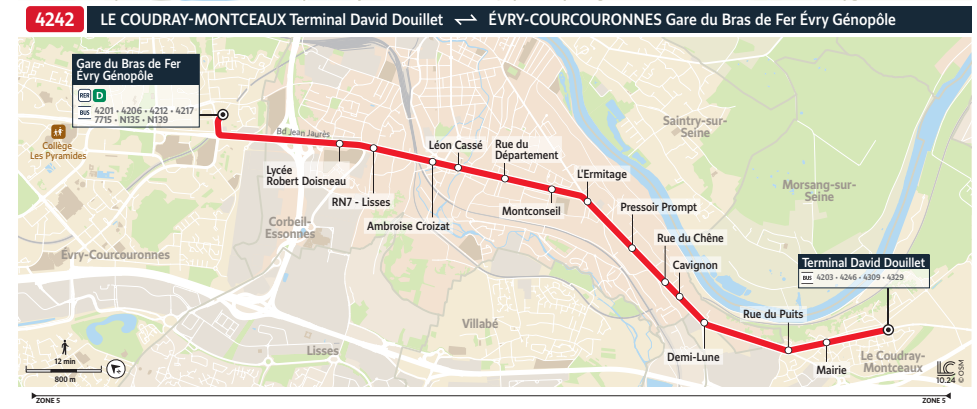 4242
LE COUDRAY-MONTCEAUX Terminal David Douillet ⇌ ÉVRY-COURCOURONNES Gare du Bras de Fer Évry Génopôle
Gare du Bras de Fer
Évry Génopôle
RER D
BUS 4201 • 4206 • 4212 • 4217
7715 • N135 • N139
Collège
Les Pyramides
Bd Jean Jaurès
Lycée
Robert Doisneau
RN7 - Lisses
Ambroise Croizat
Léon Cassé
Rue du
Département
Montconseil
L'Ermitage
Pressoir Prompt
Rue du Chêne
Cavignon
Demi-Lune
Rue du Puits
Mairie
Terminal David Douillet
BUS 4203 • 4246 • 4309 • 4329
Saintry-sur-
Seine
Morsang-sur-
Seine
Corbeil-
Essonnes
Évry-Courcouronnes
Villabé
Lisses
Le Coudray-
Montceaux
12 min
800 m
LC
10.24
© OSM
ZONE 5
ZONE 5